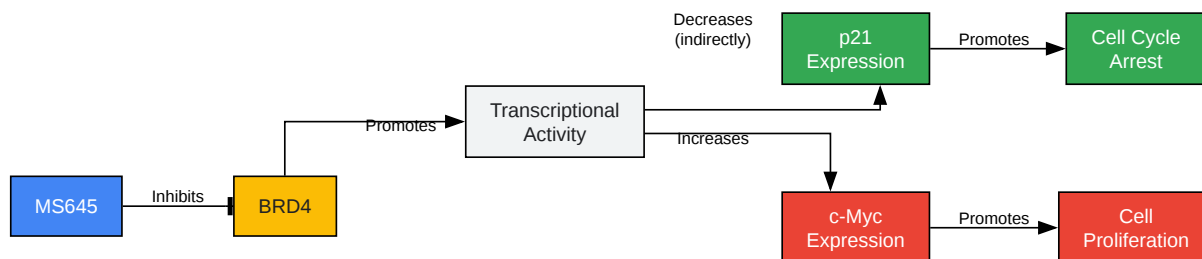 Decreases
(indirectly)
p21
Expression
Promotes
Cell Cycle
Arrest
Transcriptional
Activity
Promotes
Increases
MS645
Inhibits
BRD4
c-Myc
Expression
Promotes
Cell
Proliferation